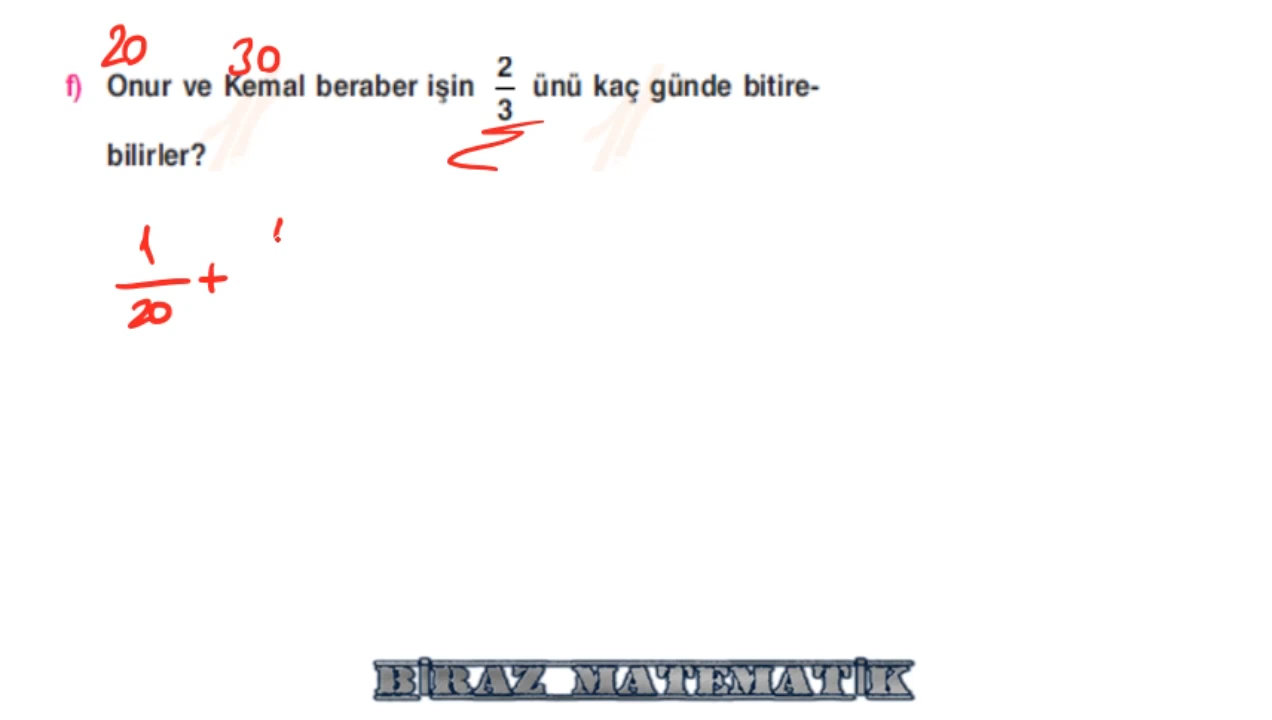 20 30
f) Onur ve Kemal beraber işin 2/3 ünü kaç günde bitire-
bilirler?
1/20 +
BİRAZ MATEMATİK